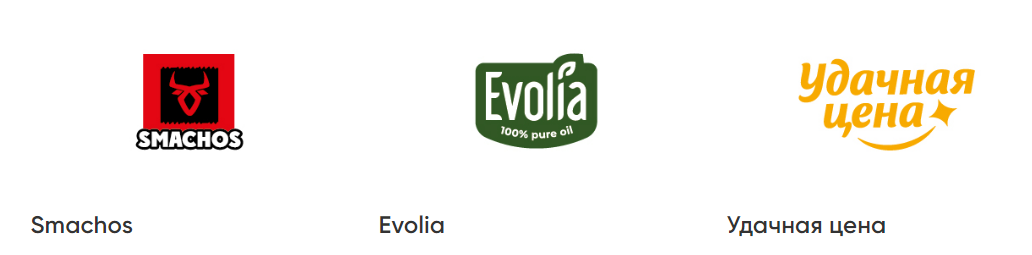 SMACHOS
Evolia
100% pure oil
Удачная
цена
Smachos
Evolia
Удачная цена